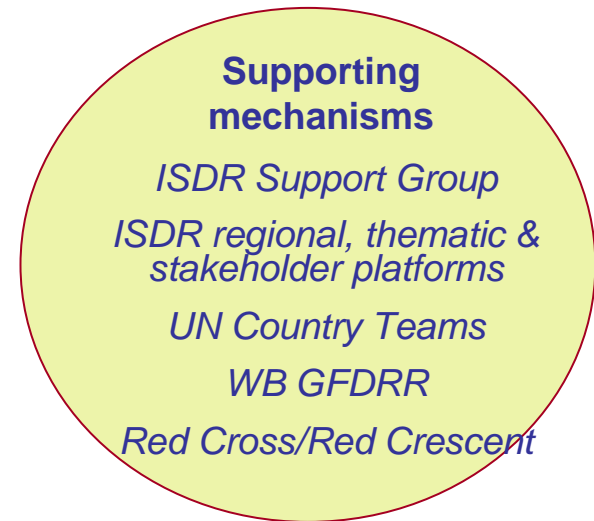 Supporting
mechanisms
ISDR Support Group
ISDR regional, thematic &
stakeholder platforms
UN Country Teams
WB GFDRR
Red Cross/Red Crescent